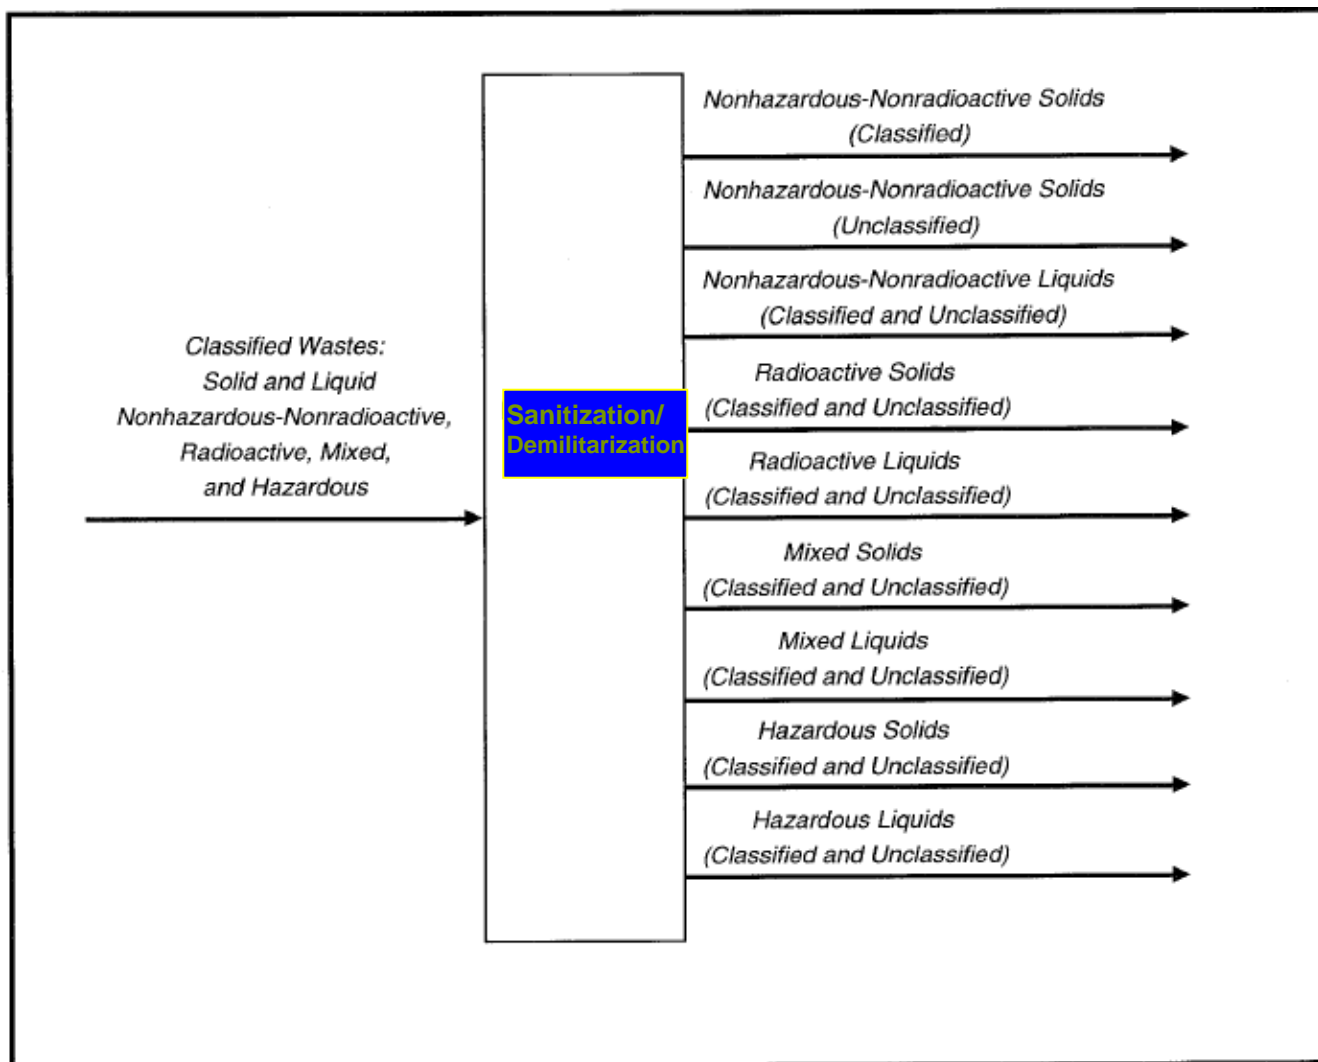 Nonhazardous-Nonradioactive Solids
(Classified)
Nonhazardous-Nonradioactive Solids
(Unclassified)
Nonhazardous-Nonradioactive Liquids
(Classified and Unclassified)
Classified Wastes:
Solid and Liquid
Nonhazardous-Nonradioactive,
Radioactive, Mixed,
and Hazardous
Sanitization/
Demilitarization
Radioactive Solids
(Classified and Unclassified)
Radioactive Liquids
(Classified and Unclassified)
Mixed Solids
(Classified and Unclassified)
Mixed Liquids
(Classified and Unclassified)
Hazardous Solids
(Classified and Unclassified)
Hazardous Liquids
(Classified and Unclassified)